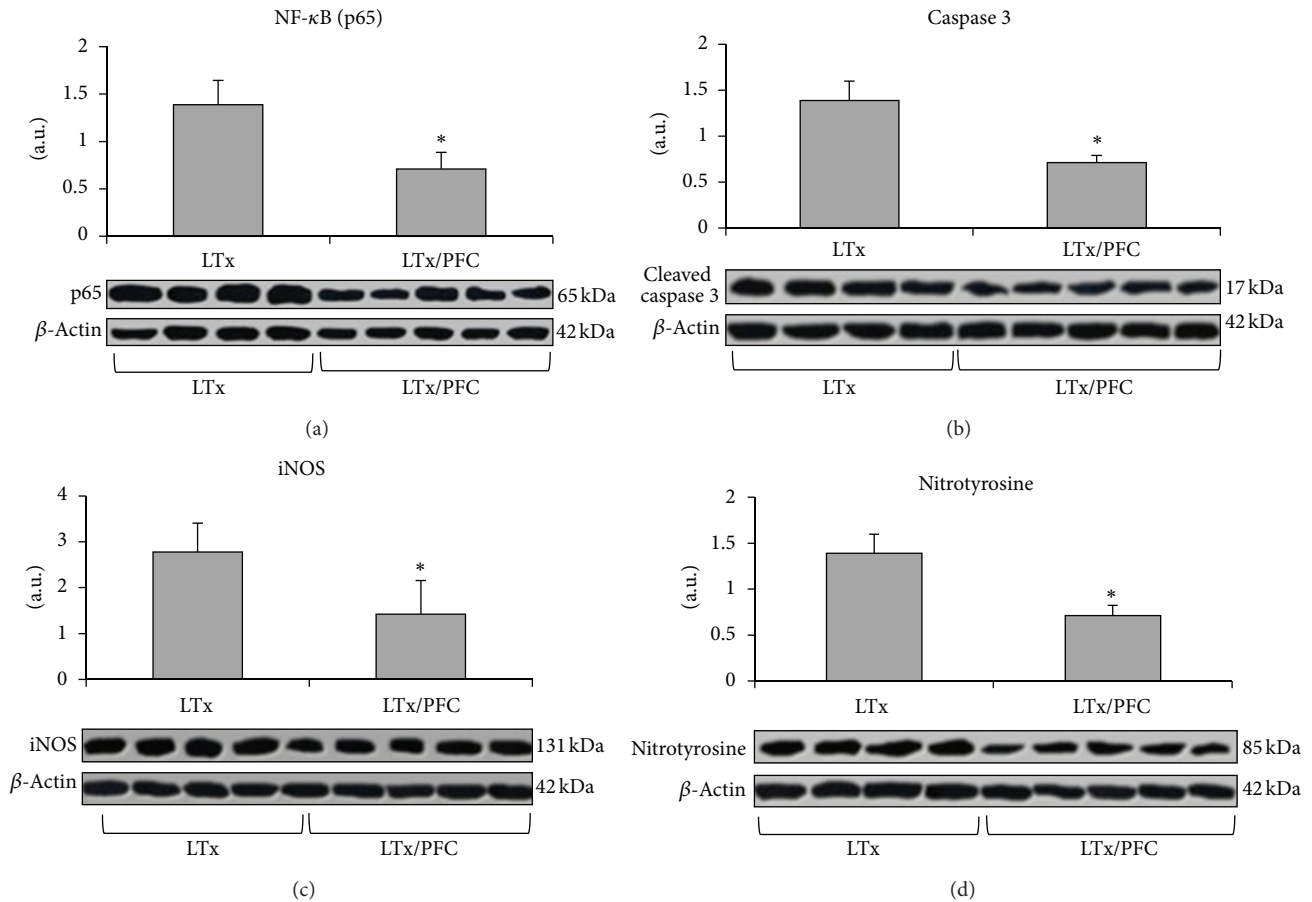 NF-κB (p65)
2
1.5
1
0.5
0
(a.u.)
*
LTx
LTx/PFC
p65
65 kDa
β-Actin
42 kDa
LTx
LTx/PFC
(a)
Caspase 3
2
1.5
1
0.5
0
(a.u.)
*
LTx
LTx/PFC
Cleaved
caspase 3
17 kDa
β-Actin
42 kDa
LTx
LTx/PFC
(b)
iNOS
4
3
2
1
0
(a.u.)
*
LTx
LTx/PFC
iNOS
131 kDa
β-Actin
42 kDa
LTx
LTx/PFC
(c)
Nitrotyrosine
2
1.5
1
0.5
0
(a.u.)
*
LTx
LTx/PFC
Nitrotyrosine
85 kDa
β-Actin
42 kDa
LTx
LTx/PFC
(d)